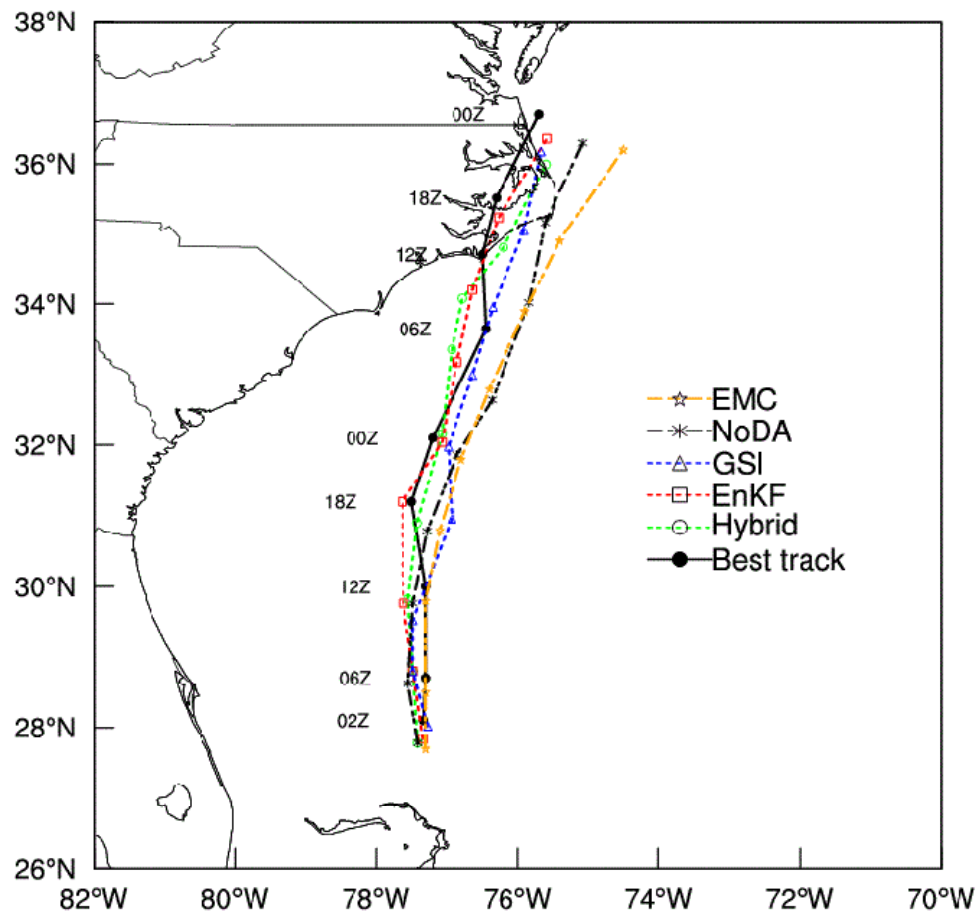 38°N
36°N
34°N
32°N
30°N
28°N
26°N
00Z
18Z
12Z
06Z
00Z
18Z
12Z
06Z
02Z
EMC
NoDA
GSI
EnKF
Hybrid
Best track
82°W 80°W 78°W 76°W 74°W 72°W 70°W